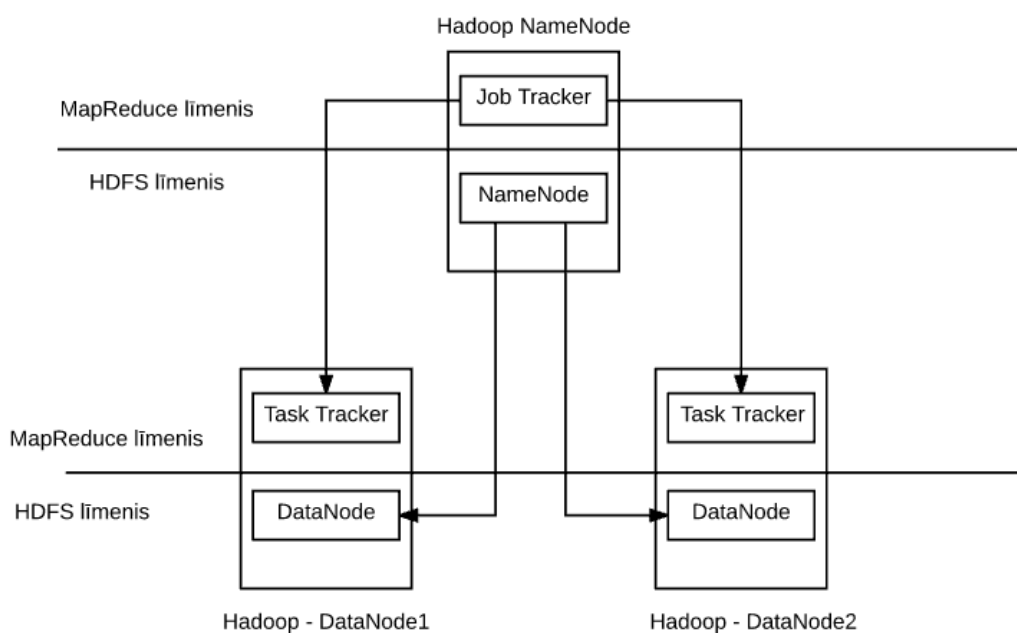 Hadoop NameNode
Job Tracker
MapReduce līmenis
HDFS līmenis
NameNode
Task Tracker
Task Tracker
MapReduce līmenis
HDFS līmenis
DataNode
DataNode
Hadoop - DataNode1
Hadoop - DataNode2